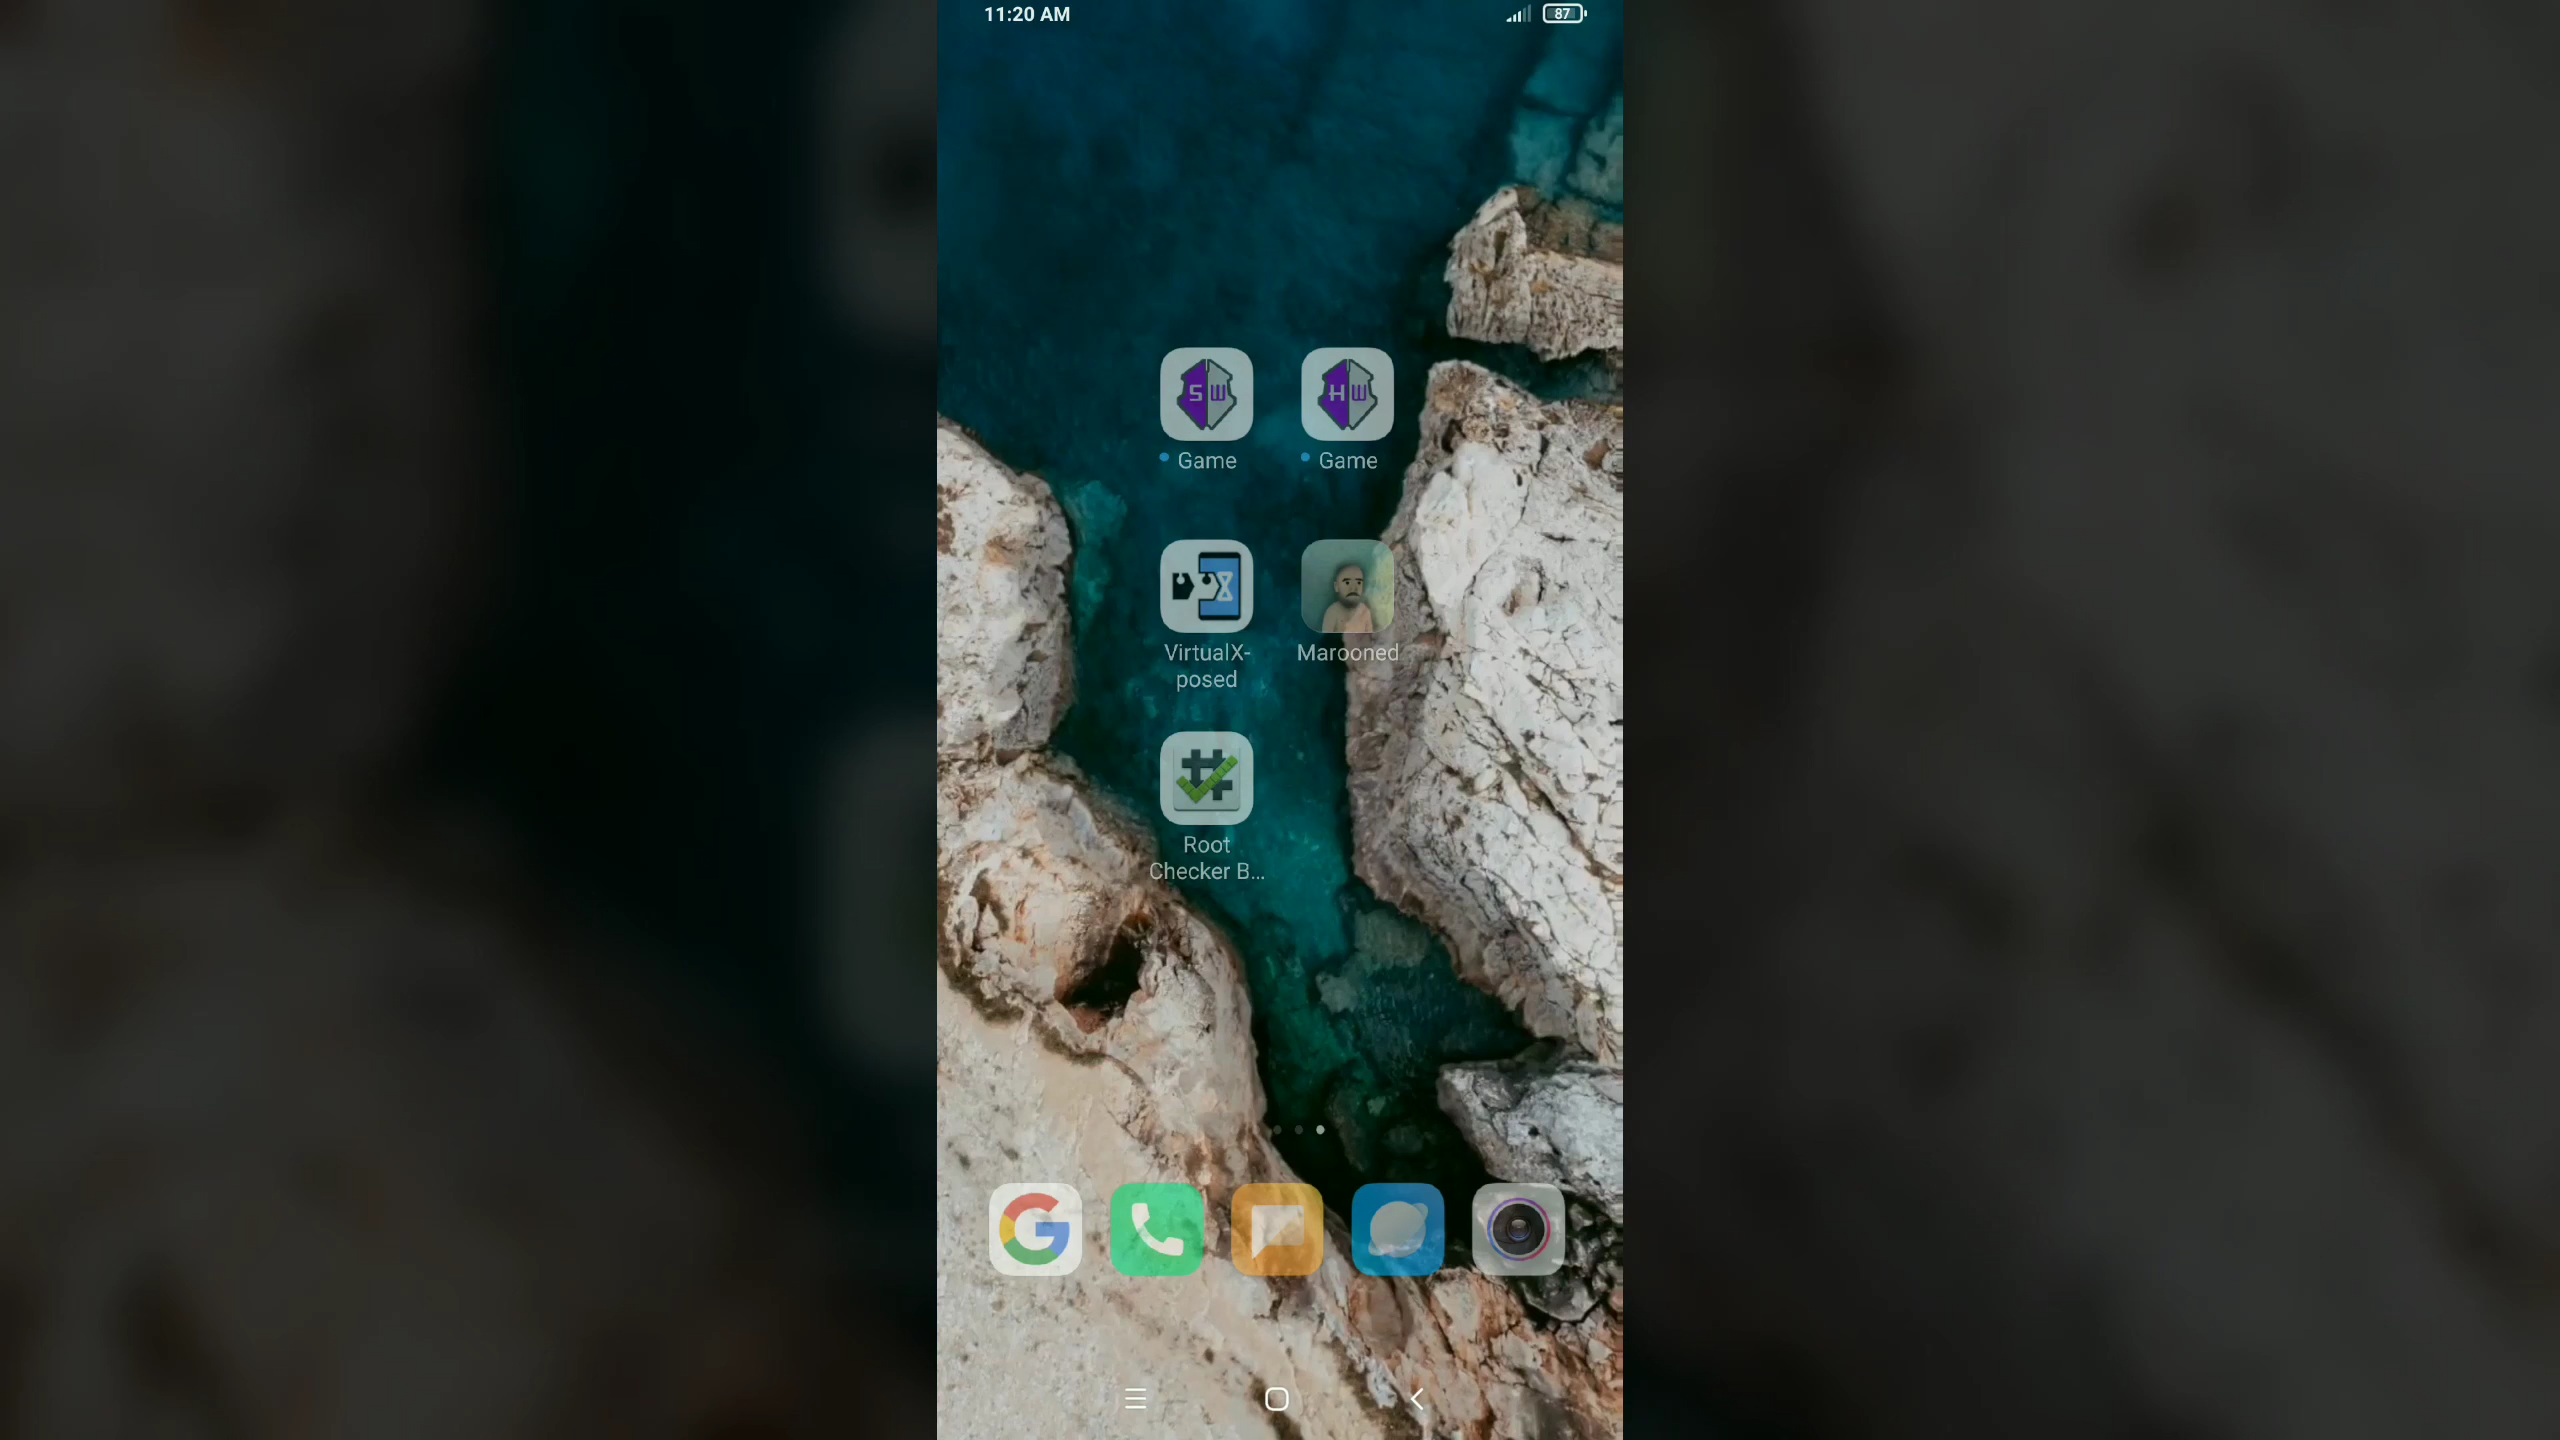 11:20 AM
87
S W
H W
Game
Game
VirtualX-
posed
Marooned
Root
Checker B...